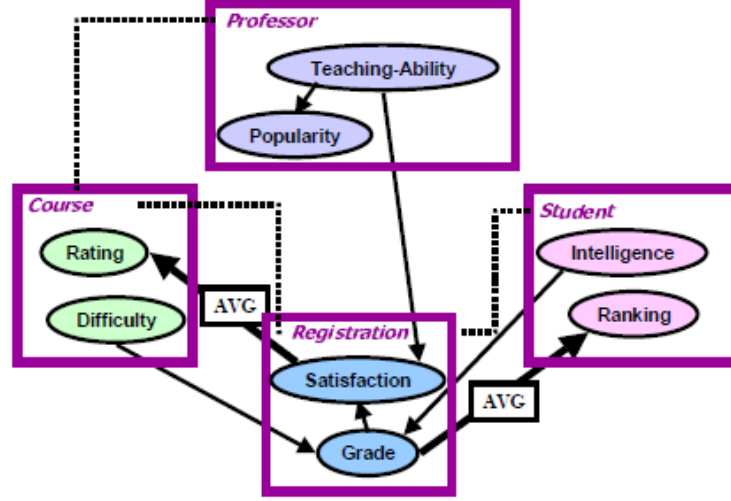 Professor
Teaching-Ability
Popularity
Course
Rating
Difficulty
AVG
Student
Intelligence
Ranking
Registration
Satisfaction
Grade
AVG